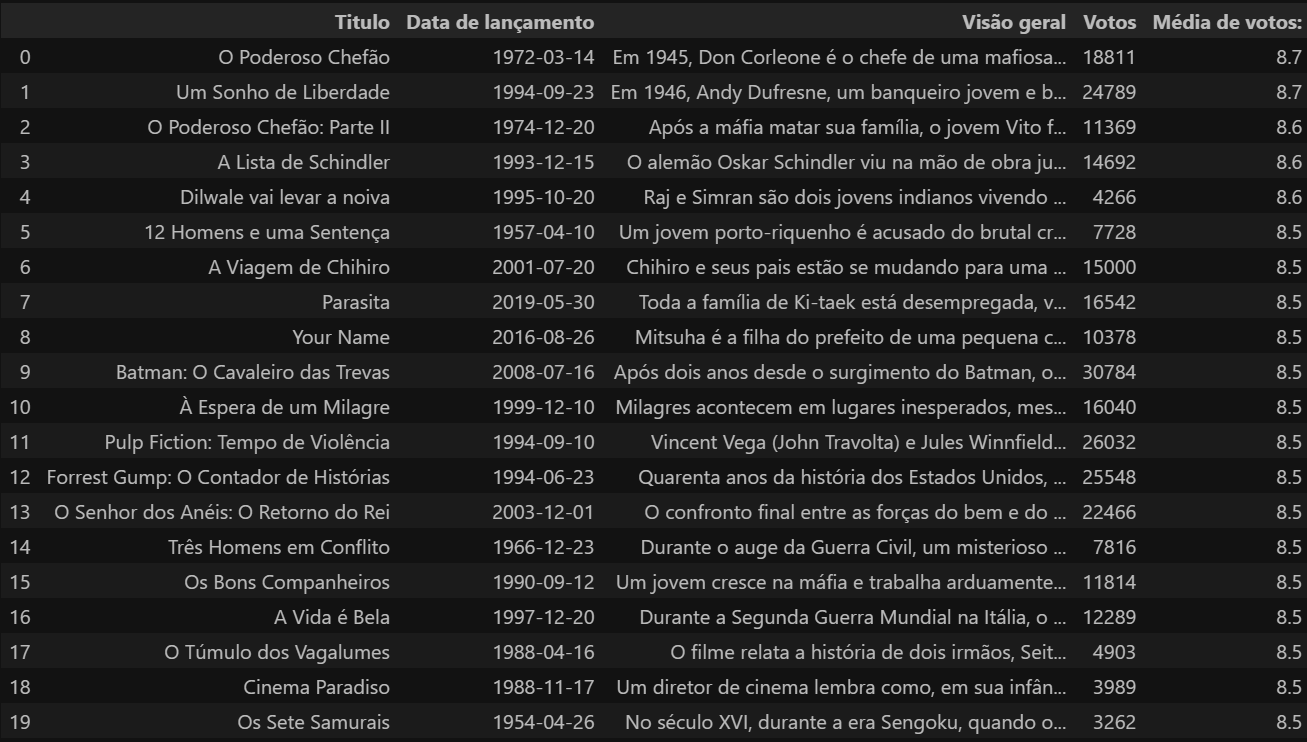 Titulo Data de lançamento Visão geral Votos Média de votos:
0 O Poderoso Chefão 1972-03-14 Em 1945, Don Corleone é o chefe de uma mafiosa... 18811 8.7
1 Um Sonho de Liberdade 1994-09-23 Em 1946, Andy Dufresne, um banqueiro jovem e b... 24789 8.7
2 O Poderoso Chefão: Parte II 1974-12-20 Após a máfia matar sua família, o jovem Vito f... 11369 8.6
3 A Lista de Schindler 1993-12-15 O alemão Oskar Schindler viu na mão de obra ju... 14692 8.6
4 Dilwale vai levar a noiva 1995-10-20 Raj e Simran são dois jovens indianos vivendo ... 4266 8.6
5 12 Homens e uma Sentença 1957-04-10 Um jovem porto-riquenho é acusado do brutal cr... 7728 8.5
6 A Viagem de Chihiro 2001-07-20 Chihiro e seus pais estão se mudando para uma ... 15000 8.5
7 Parasita 2019-05-30 Toda a família de Ki-taek está desempregada, v... 16542 8.5
8 Your Name 2016-08-26 Mitsuha é a filha do prefeito de uma pequena c... 10378 8.5
9 Batman: O Cavaleiro das Trevas 2008-07-16 Após dois anos desde o surgimento do Batman, o... 30784 8.5
10 À Espera de um Milagre 1999-12-10 Milagres acontecem em lugares inesperados, mes... 16040 8.5
11 Pulp Fiction: Tempo de Violência 1994-09-10 Vincent Vega (John Travolta) e Jules Winnfield... 26032 8.5
12 Forrest Gump: O Contador de Histórias 1994-06-23 Quarenta anos da história dos Estados Unidos, ... 25548 8.5
13 O Senhor dos Anéis: O Retorno do Rei 2003-12-01 O confronto final entre as forças do bem e do ... 22466 8.5
14 Três Homens em Conflito 1966-12-23 Durante o auge da Guerra Civil, um misterioso ... 7816 8.5
15 Os Bons Companheiros 1990-09-12 Um jovem cresce na máfia e trabalha arduamente... 11814 8.5
16 A Vida é Bela 1997-12-20 Durante a Segunda Guerra Mundial na Itália, o ... 12289 8.5
17 O Túmulo dos Vagalumes 1988-04-16 O filme relata a história de dois irmãos, Seit... 4903 8.5
18 Cinema Paradiso 1988-11-17 Um diretor de cinema lembra como, em sua infân... 3989 8.5
19 Os Sete Samurais 1954-04-26 No século XVI, durante a era Sengoku, quando o... 3262 8.5